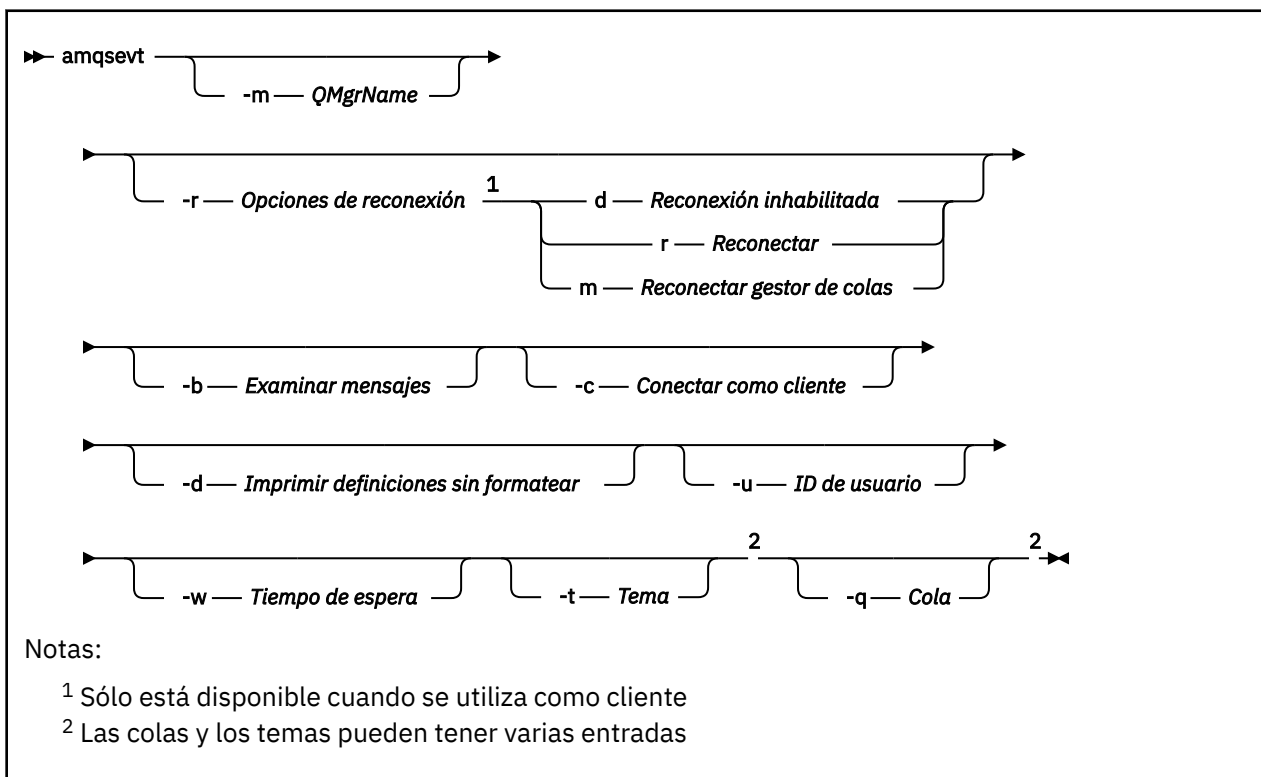 amqsevt
-m QMgrName
-r Opciones de reconexión 1 d Reconexión inhabilitada
r Reconectar
m Reconectar gestor de colas
-b Examinar mensajes -c Conectar como cliente
-d Imprimir definiciones sin formatear -u ID de usuario
-w Tiempo de espera -t Tema 2 -q Cola 2
Notas:
1 Sólo está disponible cuando se utiliza como cliente
2 Las colas y los temas pueden tener varias entradas